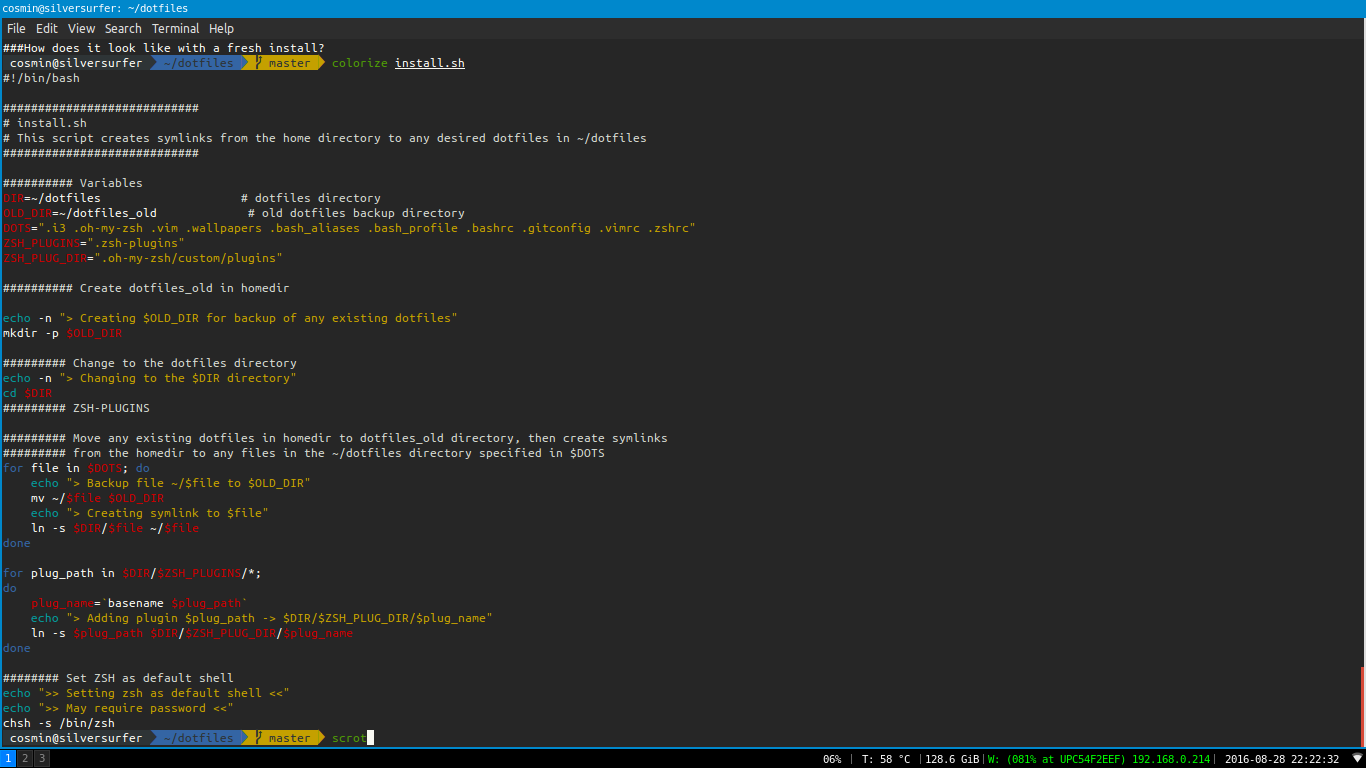 cosmin@silversurfer: ~/dotfiles
File Edit View Search Terminal Help
###How does it look like with a fresh install?
cosmin@silversurfer ~/dotfiles master colorize install.sh
#!/bin/bash
############################
# install.sh
# This script creates symlinks from the home directory to any desired dotfiles in ~/dotfiles
############################
########## Variables
DIR=~/dotfiles                    # dotfiles directory
OLD_DIR=~/dotfiles_old             # old dotfiles backup directory
DOTS=".i3 .oh-my-zsh .vim .wallpapers .bash_aliases .bash_profile .bashrc .gitconfig .vimrc .zshrc"
ZSH_PLUGINS=".zsh-plugins"
ZSH_PLUG_DIR=".oh-my-zsh/custom/plugins"
########## Create dotfiles_old in homedir
echo -n "> Creating $OLD_DIR for backup of any existing dotfiles"
mkdir -p $OLD_DIR
######### Change to the dotfiles directory
echo -n "> Changing to the $DIR directory"
cd $DIR
######### ZSH-PLUGINS
######### Move any existing dotfiles in homedir to dotfiles_old directory, then create symlinks
######### from the homedir to any files in the ~/dotfiles directory specified in $DOTS
for file in $DOTS; do
    echo "> Backup file ~/$file to $OLD_DIR"
    mv ~/$file $OLD_DIR
    echo "> Creating symlink to $file"
    ln -s $DIR/$file ~/$file
done
for plug_path in $DIR/$ZSH_PLUGINS/*;
do
    plug_name=`basename $plug_path`
    echo "> Adding plugin $plug_path -> $DIR/$ZSH_PLUG_DIR/$plug_name"
    ln -s $plug_path $DIR/$ZSH_PLUG_DIR/$plug_name
done
######## Set ZSH as default shell
echo ">> Setting zsh as default shell <<"
echo ">> May require password <<"
chsh -s /bin/zsh
cosmin@silversurfer ~/dotfiles master scrot
1 2 3 06% | T: 58 °C |128.6 GiB|W: (081% at UPC54F2EEF) 192.168.0.214| 2016-08-28 22:22:32